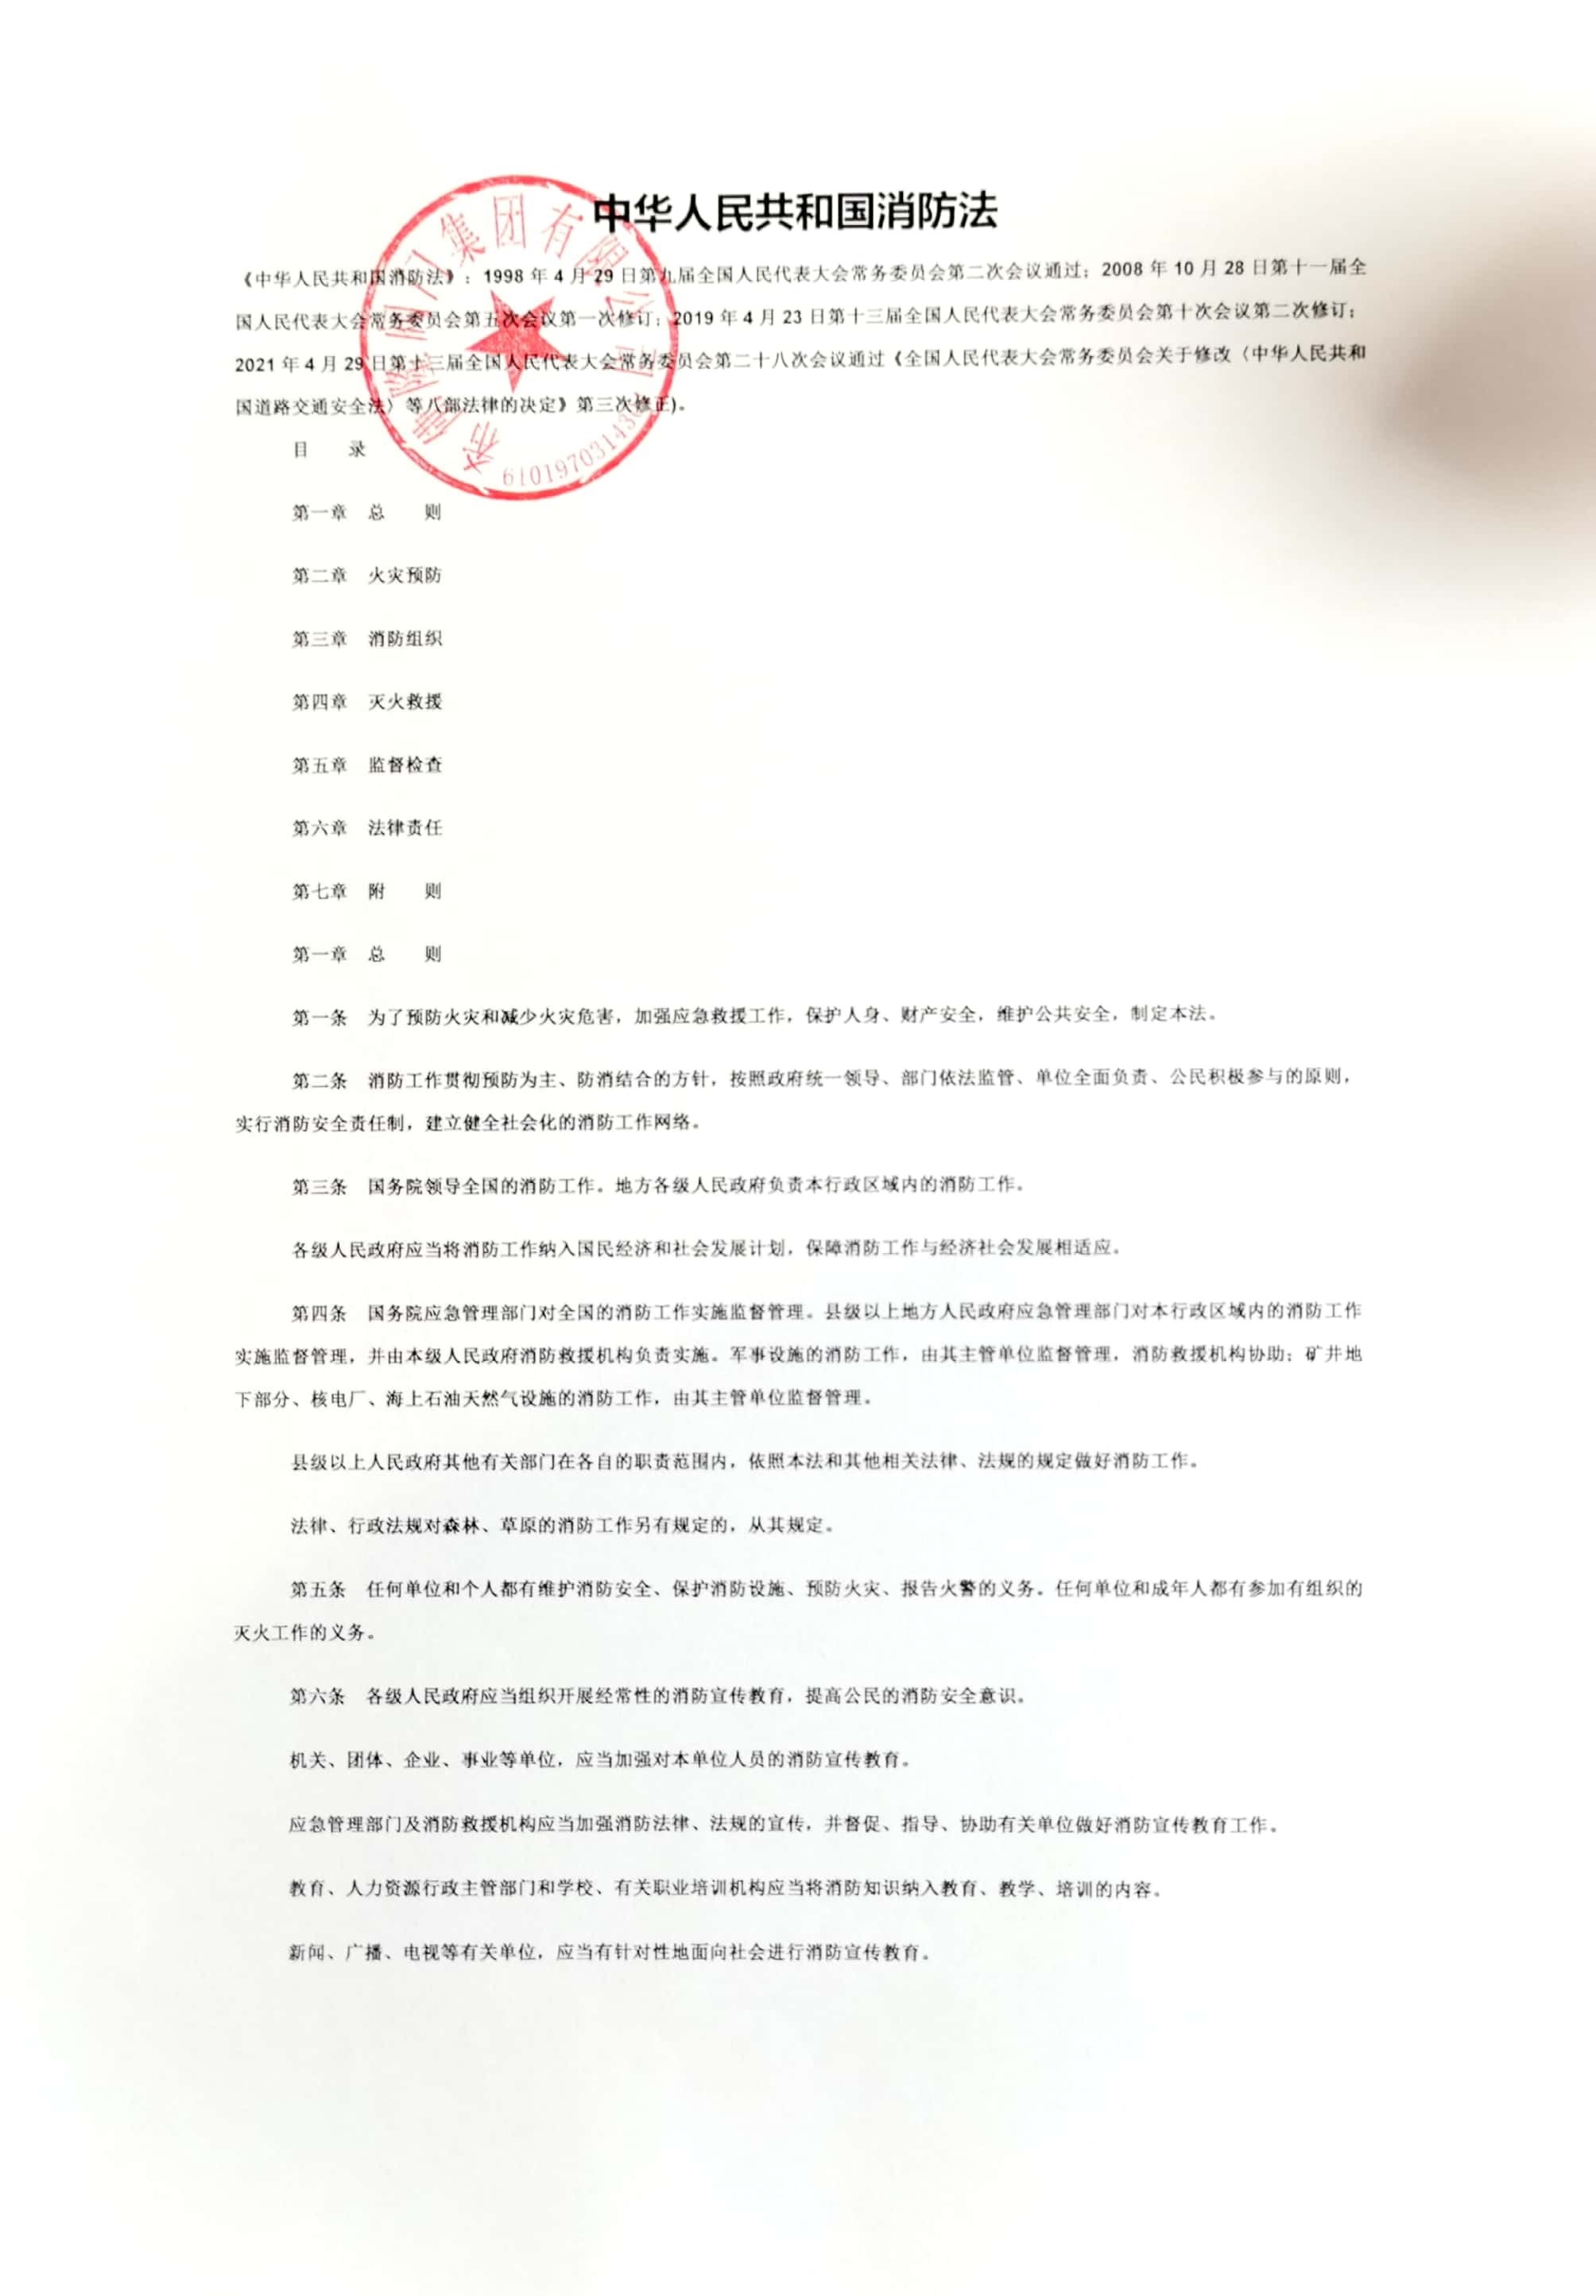 中华人民共和国消防法
《中华人民共和国消防法》：1998 年 4 月 29 日第九届全国人民代表大会常务委员会第二次会议通过；2008 年 10 月 28 日第十一届全
国人民代表大会常务委员会第五次会议第一次修订；2019 年 4 月 23 日第十三届全国人民代表大会常务委员会第十次会议第二次修订；
2021 年 4 月 29 日第十三届全国人民代表大会常务委员会第二十八次会议通过《全国人民代表大会常务委员会关于修改〈中华人民共和
国道路交通安全法〉等八部法律的决定》第三次修正)。
集团有限公司
目　　录
第一章　总　　则
第二章　火灾预防
第三章　消防组织
第四章　灭火救援
第五章　监督检查
第六章　法律责任
第七章　附　　则
第一章　总　　则
第一条　为了预防火灾和减少火灾危害，加强应急救援工作，保护人身、财产安全，维护公共安全，制定本法。
第二条　消防工作贯彻预防为主、防消结合的方针，按照政府统一领导、部门依法监管、单位全面负责、公民积极参与的原则，
实行消防安全责任制，建立健全社会化的消防工作网络。
第三条　国务院领导全国的消防工作。地方各级人民政府负责本行政区域内的消防工作。
各级人民政府应当将消防工作纳入国民经济和社会发展计划，保障消防工作与经济社会发展相适应。
第四条　国务院应急管理部门对全国的消防工作实施监督管理。县级以上地方人民政府应急管理部门对本行政区域内的消防工作
实施监督管理，并由本级人民政府消防救援机构负责实施。军事设施的消防工作，由其主管单位监督管理，消防救援机构协助；矿井地
下部分、核电厂、海上石油天然气设施的消防工作，由其主管单位监督管理。
县级以上人民政府其他有关部门在各自的职责范围内，依照本法和其他相关法律、法规的规定做好消防工作。
法律、行政法规对森林、草原的消防工作另有规定的，从其规定。
第五条　任何单位和个人都有维护消防安全、保护消防设施、预防火灾、报告火警的义务。任何单位和成年人都有参加有组织的
灭火工作的义务。
第六条　各级人民政府应当组织开展经常性的消防宣传教育，提高公民的消防安全意识。
机关、团体、企业、事业等单位，应当加强对本单位人员的消防宣传教育。
应急管理部门及消防救援机构应当加强消防法律、法规的宣传，并督促、指导、协助有关单位做好消防宣传教育工作。
教育、人力资源行政主管部门和学校、有关职业培训机构应当将消防知识纳入教育、教学、培训的内容。
新闻、广播、电视等有关单位，应当有针对性地面向社会进行消防宣传教育。